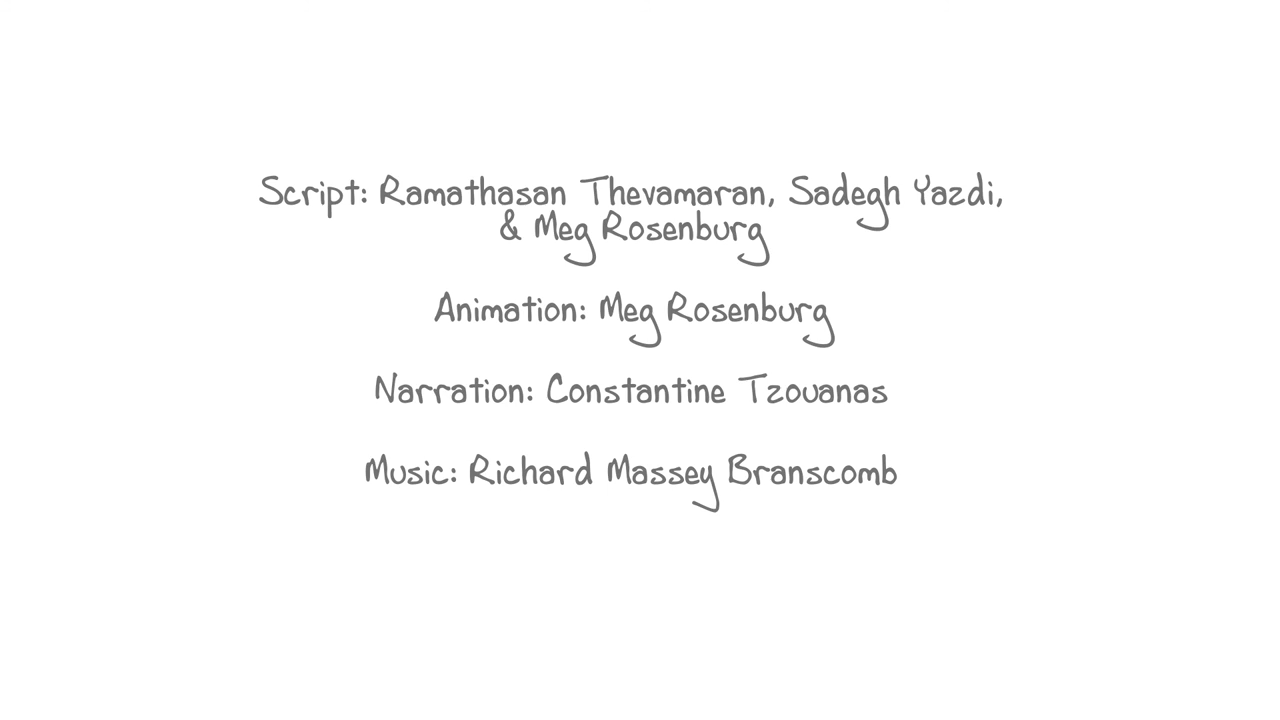 Script: Ramathasan Thevamaran, Sadegh Yazdi,
& Meg Rosenburg
Animation: Meg Rosenburg
Narration: Constantine Tzouanas
Music: Richard Massey Branscomb